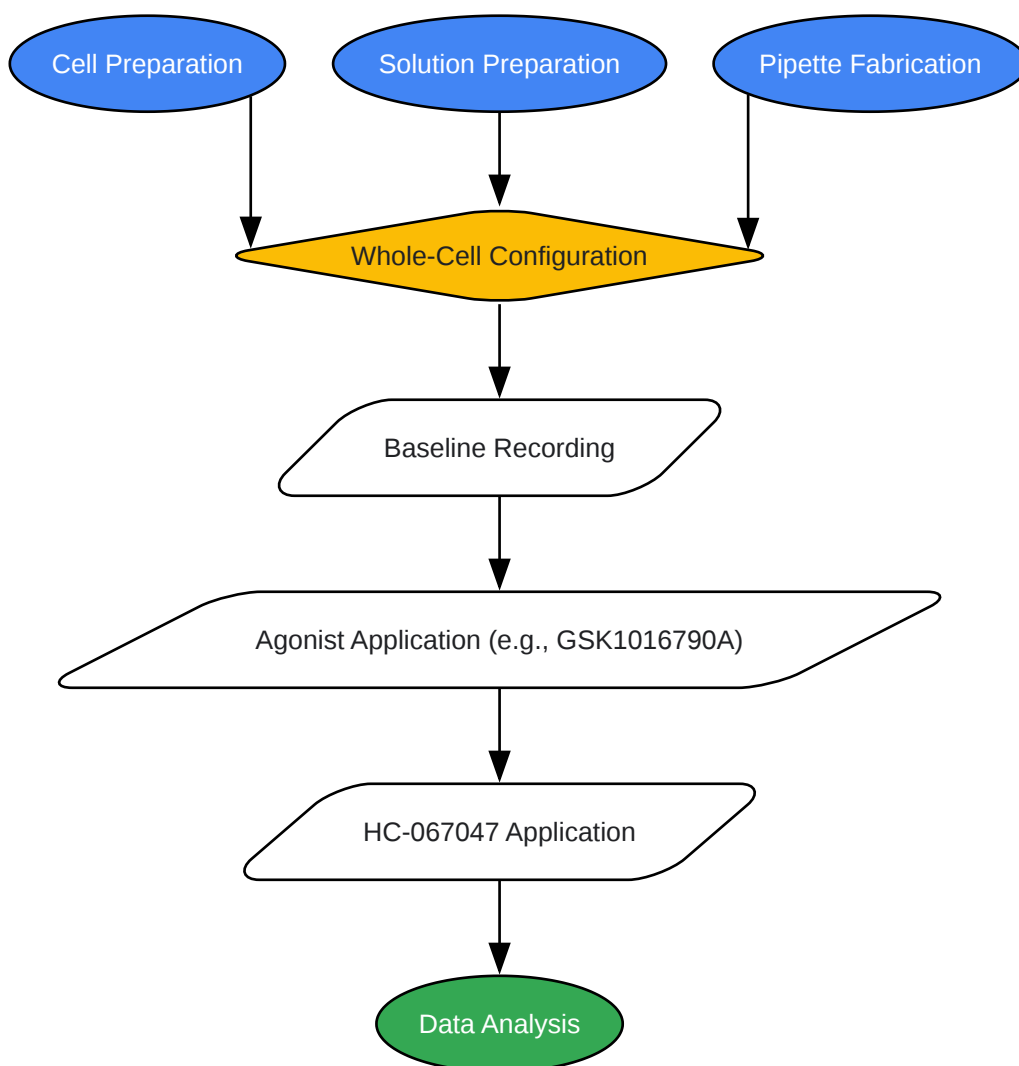 Cell Preparation
Solution Preparation
Pipette Fabrication
Whole-Cell Configuration
Baseline Recording
Agonist Application (e.g., GSK1016790A)
HC-067047 Application
Data Analysis